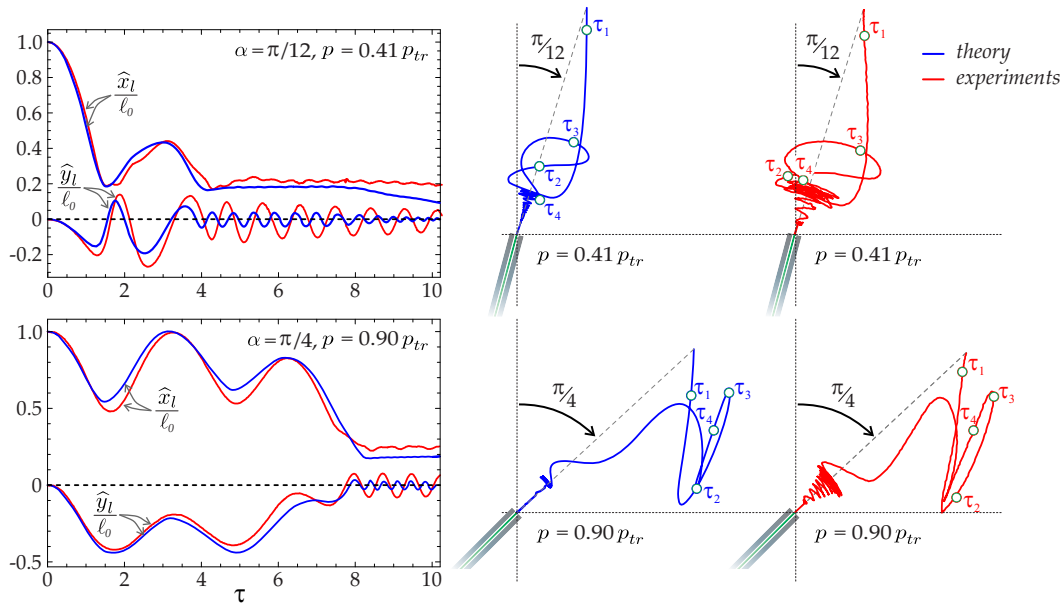 α = π/12, p = 0.41 p_tr
1.0
0.8
0.6
0.4
0.2
0
-0.2
x̂_l/ℓ_0
ŷ_l/ℓ_0
0 2 4 6 8 10
π/12
τ_1
τ_3
τ_2
τ_4
p = 0.41 p_tr
π/12
τ_1
τ_3
τ_2
τ_4
p = 0.41 p_tr
theory
experiments
α = π/4, p = 0.90 p_tr
1.0
0.5
0
-0.5
x̂_l/ℓ_0
ŷ_l/ℓ_0
0 2 4 6 8 10
τ
π/4
τ_1
τ_3
τ_4
τ_2
p = 0.90 p_tr
π/4
τ_1
τ_3
τ_4
τ_2
p = 0.90 p_tr